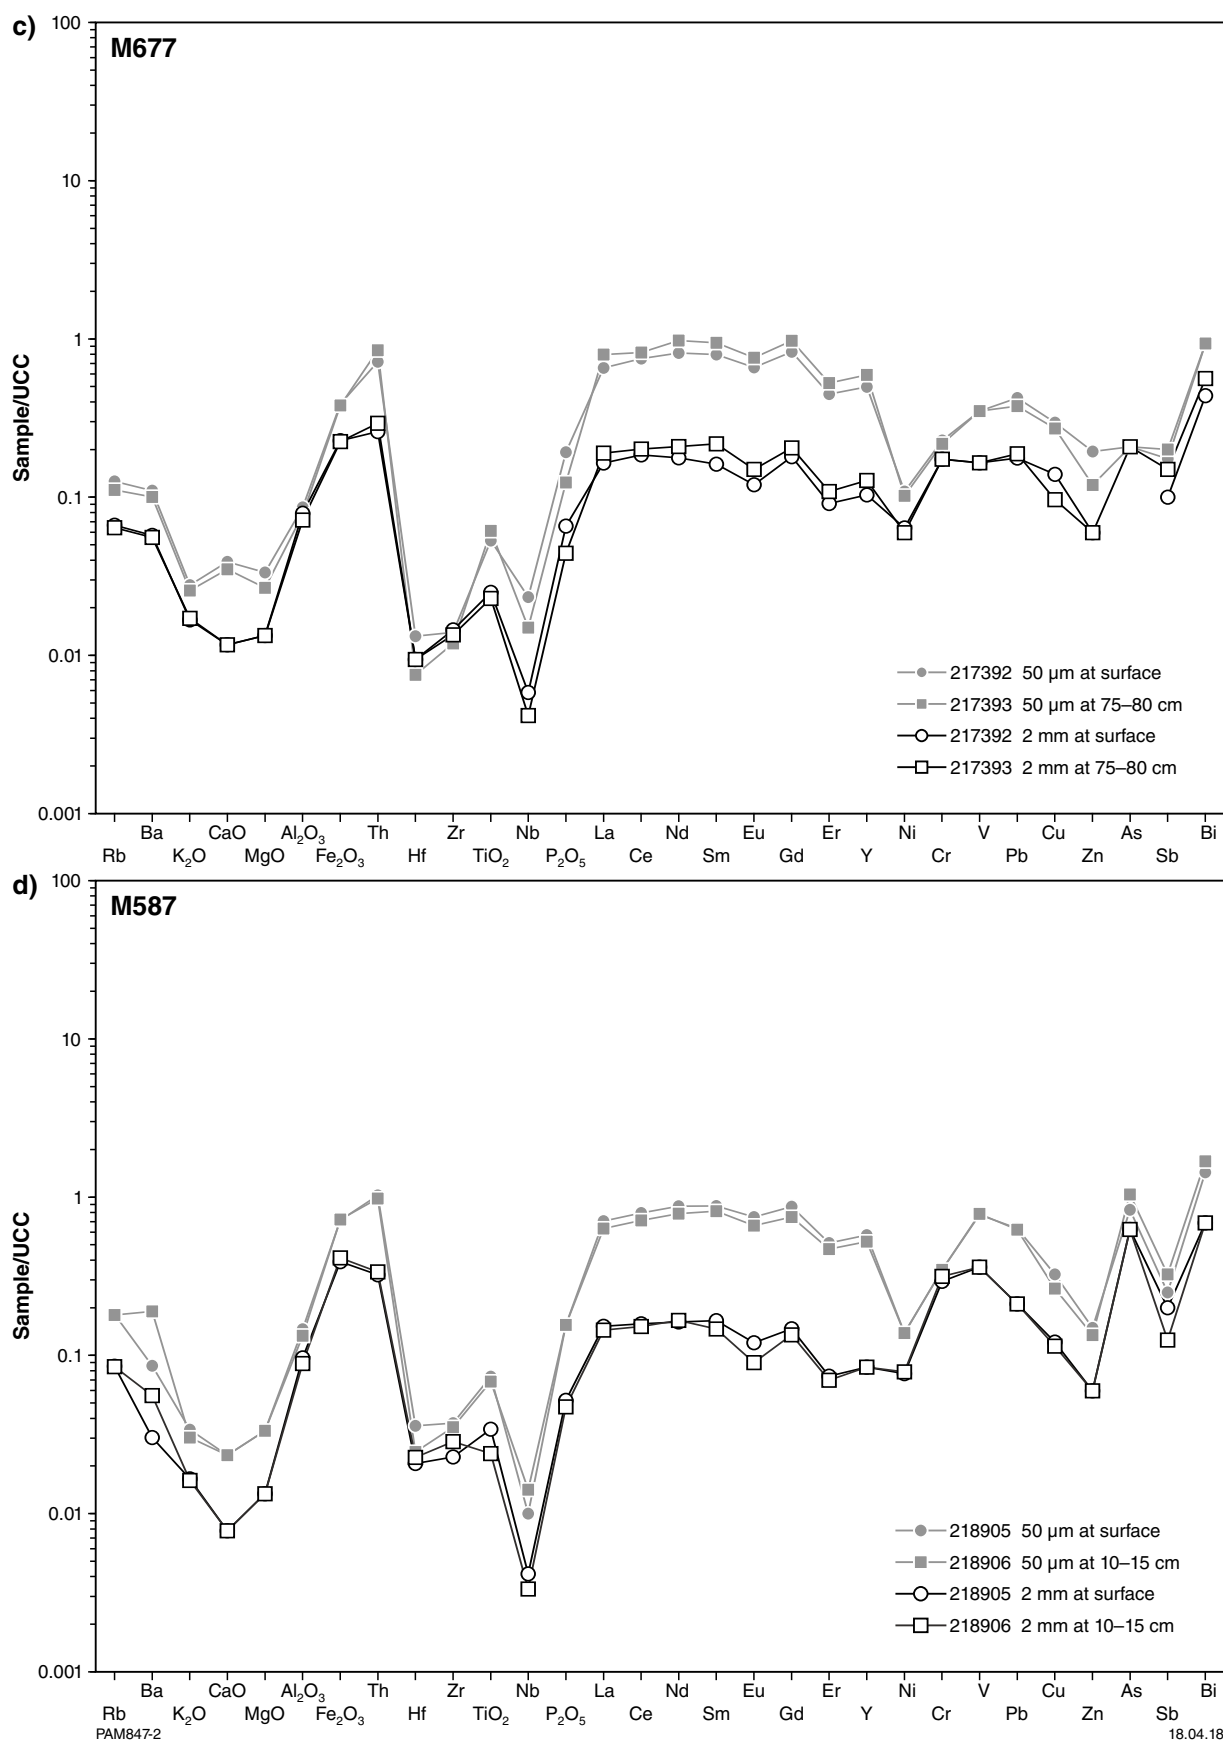 c)
M677
100
10
1
0.1
0.01
0.001
Sample/UCC
217392 50 µm at surface
217393 50 µm at 75–80 cm
217392 2 mm at surface
217393 2 mm at 75–80 cm
Ba CaO Al₂O₃ Th Zr Nb La Nd Eu Er Ni V Cu As Bi
Rb K₂O MgO Fe₂O₃ Hf TiO₂ P₂O₅ Ce Sm Gd Y Cr Pb Zn Sb
d)
M587
100
10
1
0.1
0.01
0.001
Sample/UCC
218905 50 µm at surface
218906 50 µm at 10–15 cm
218905 2 mm at surface
218906 2 mm at 10–15 cm
Ba CaO Al₂O₃ Th Zr Nb La Nd Eu Er Ni V Cu As Bi
Rb K₂O MgO Fe₂O₃ Hf TiO₂ P₂O₅ Ce Sm Gd Y Cr Pb Zn Sb
PAM847-2 18.04.18